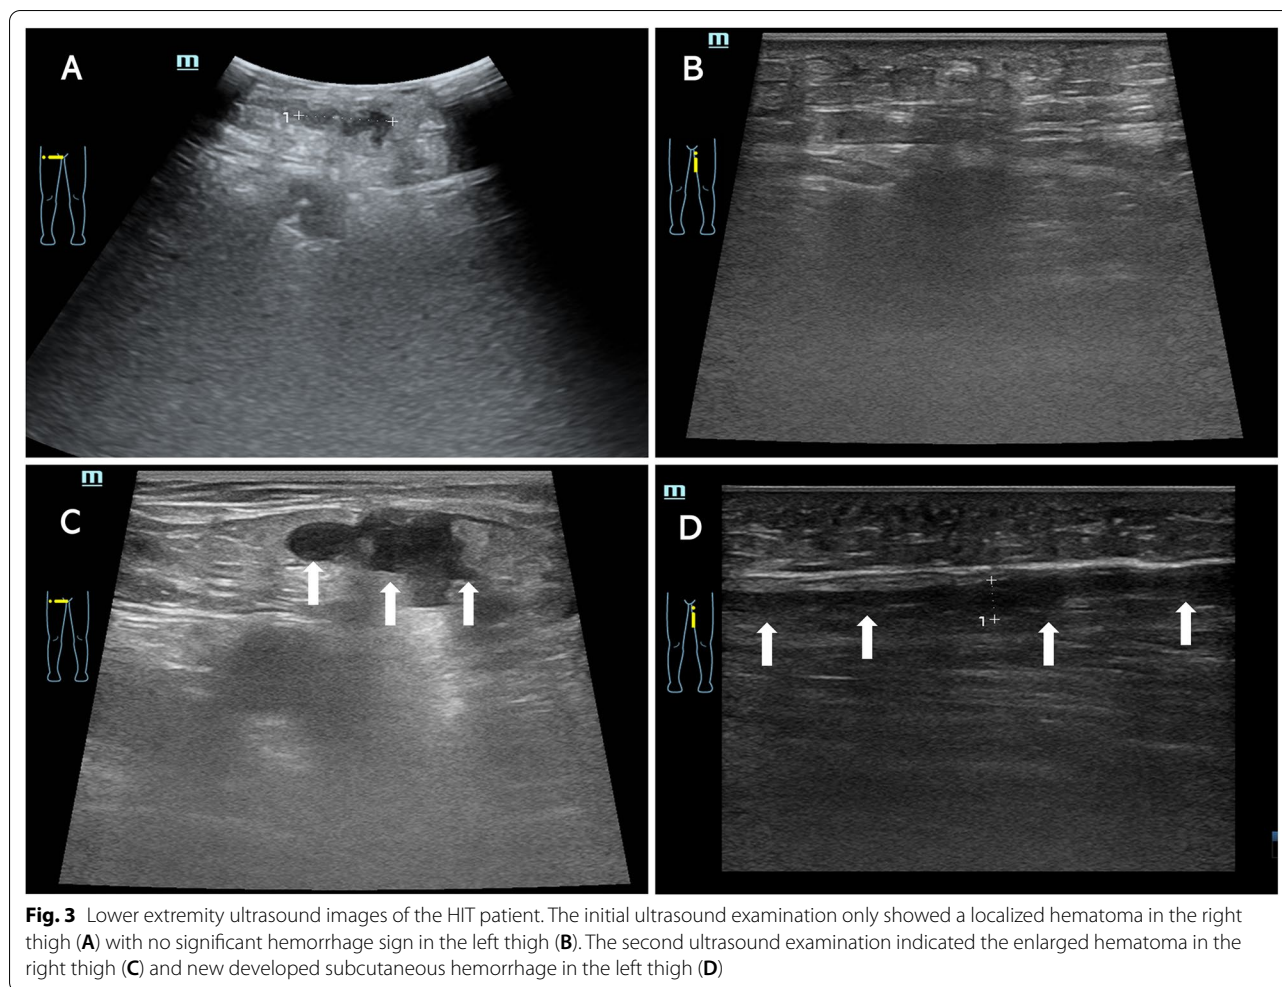 A
m
1
B
m
C
m
D
m
1
Fig. 3 Lower extremity ultrasound images of the HIT patient. The initial ultrasound examination only showed a localized hematoma in the right
thigh (A) with no significant hemorrhage sign in the left thigh (B). The second ultrasound examination indicated the enlarged hematoma in the
right thigh (C) and new developed subcutaneous hemorrhage in the left thigh (D)